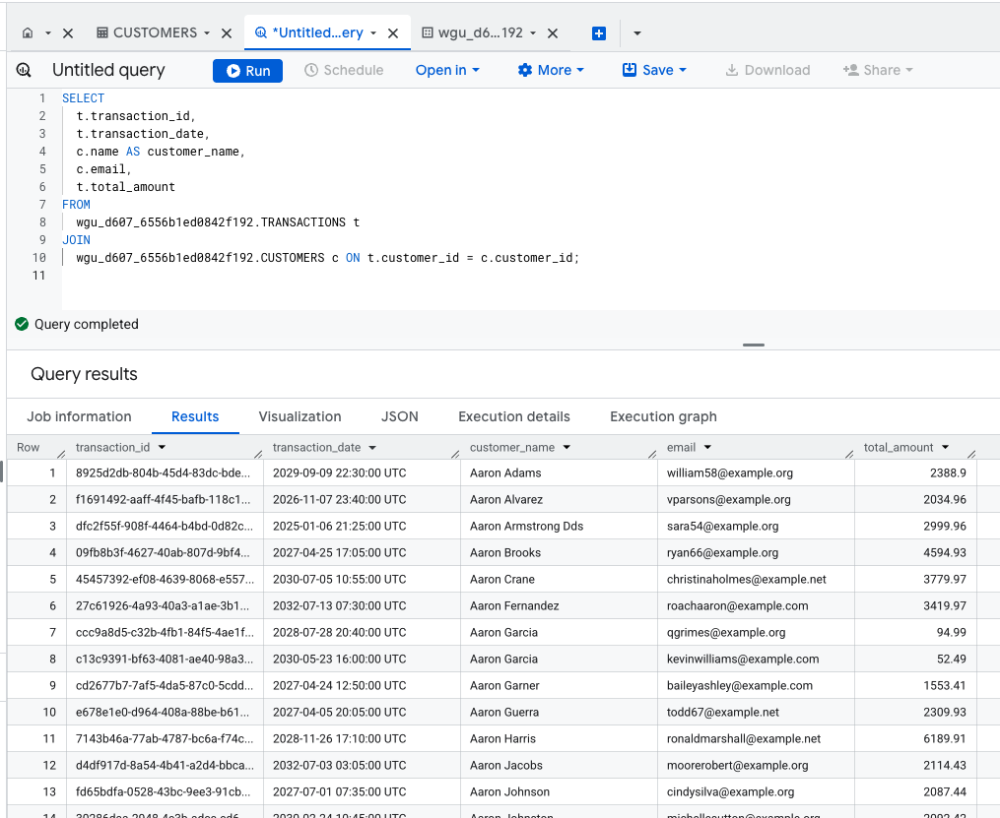 CUSTOMERS
*Untitled...ery
wgu_d6...192
Untitled query
Run
Schedule
Open in
More
Save
Download
Share
1 SELECT
2 t.transaction_id,
3 t.transaction_date,
4 c.name AS customer_name,
5 c.email,
6 t.total_amount
7 FROM
8 wgu_d607_6556b1ed0842f192.TRANSACTIONS t
9 JOIN
10 wgu_d607_6556b1ed0842f192.CUSTOMERS c ON t.customer_id = c.customer_id;
11
Query completed
Query results
Job information Results Visualization JSON Execution details Execution graph
Row transaction_id transaction_date customer_name email total_amount
1 8925d2db-804b-45d4-83dc-bde... 2029-09-09 22:30:00 UTC Aaron Adams william58@example.org 2388.9
2 f1691492-aaff-4f45-bafb-118c1... 2026-11-07 23:40:00 UTC Aaron Alvarez vparsons@example.org 2034.96
3 dfc2f55f-908f-4464-b4bd-0d82c... 2025-01-06 21:25:00 UTC Aaron Armstrong Dds sara54@example.org 2999.96
4 09fb8b3f-4627-40ab-807d-9bf4... 2027-04-25 17:05:00 UTC Aaron Brooks ryan66@example.org 4594.93
5 45457392-ef08-4639-8068-e557... 2030-07-05 10:55:00 UTC Aaron Crane christinaholmes@example.net 3779.97
6 27c61926-4a93-40a3-a1ae-3b1... 2032-07-13 07:30:00 UTC Aaron Fernandez roachaaron@example.com 3419.97
7 ccc9a8d5-c32b-4fb1-84f5-4ae1f... 2028-07-28 20:40:00 UTC Aaron Garcia qgrimes@example.org 94.99
8 c13c9391-bf63-4081-ae40-98a3... 2030-05-23 16:00:00 UTC Aaron Garcia kevinwilliams@example.com 52.49
9 cd2677b7-7af5-4da5-87c0-5cdd... 2027-04-24 12:50:00 UTC Aaron Garner baileyashley@example.com 1553.41
10 e678e1e0-d964-408a-88be-b61... 2027-04-05 20:05:00 UTC Aaron Guerra todd67@example.net 2309.93
11 7143b46a-77ab-4787-bc6a-f74c... 2028-11-26 17:10:00 UTC Aaron Harris ronaldmarshall@example.net 6189.91
12 d4df917d-8a54-4b41-a2d4-bbca... 2032-07-03 03:05:00 UTC Aaron Jacobs moorerobert@example.org 2114.43
13 fd65bdfa-0528-43bc-9ee3-91cb... 2027-07-01 07:35:00 UTC Aaron Johnson cindysilva@example.org 2087.44